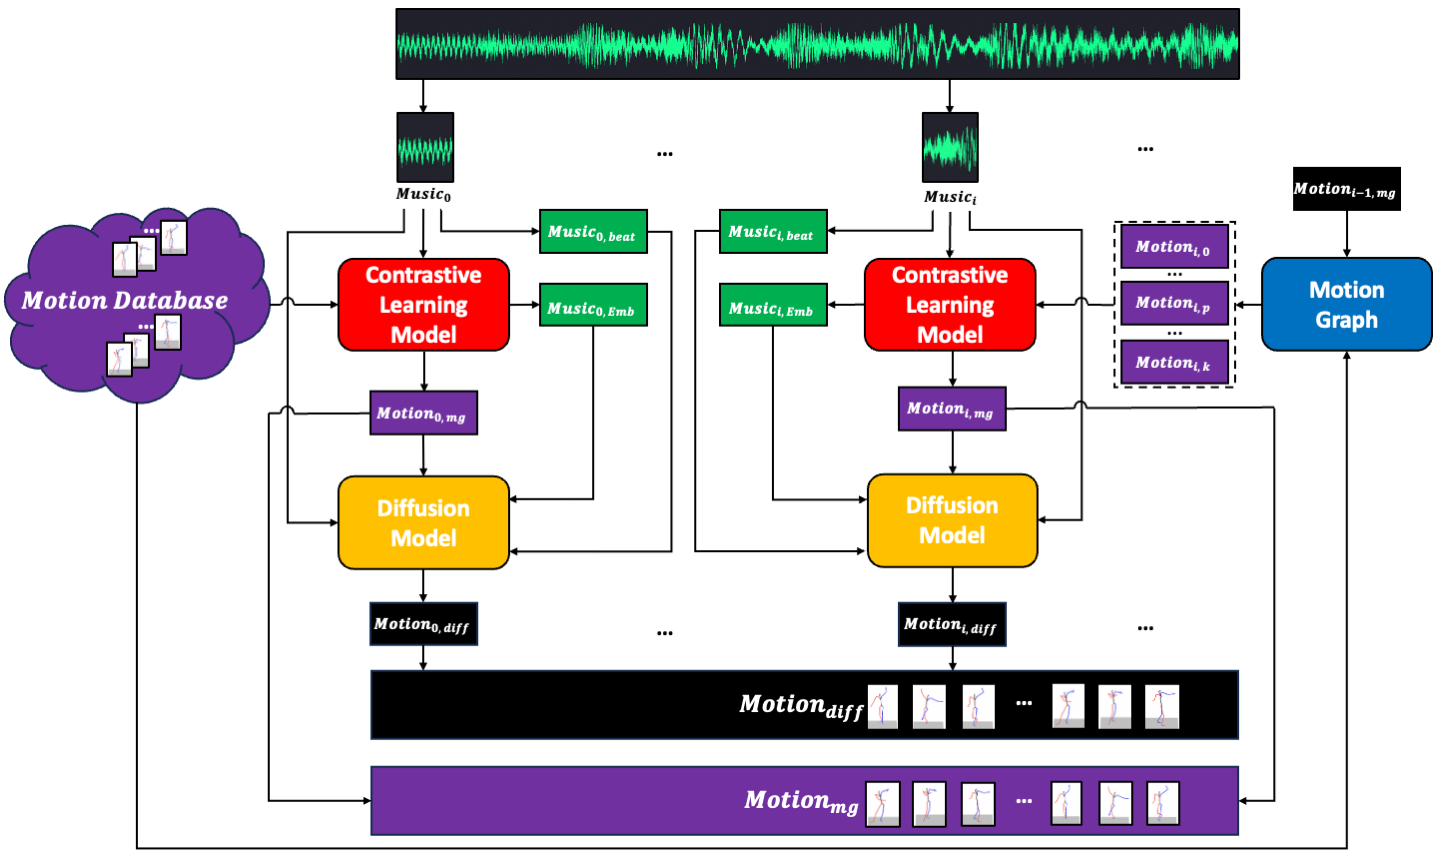 ...
...
Motion_{i-1,mg}
Music_0
Music_i
Music_{0,beat}
Music_{i,beat}
Motion_{i,0}
...
Motion Database
...
...
Contrastive
Learning
Model
Music_{0,Emb}
Music_{i,Emb}
Contrastive
Learning
Model
Motion_{i,p}
...
Motion_{i,k}
Motion
Graph
Motion_{0,mg}
Motion_{i,mg}
Diffusion
Model
Diffusion
Model
Motion_{0,diff}
...
Motion_{i,diff}
...
Motion_{diff}
...
Motion_{mg}
...